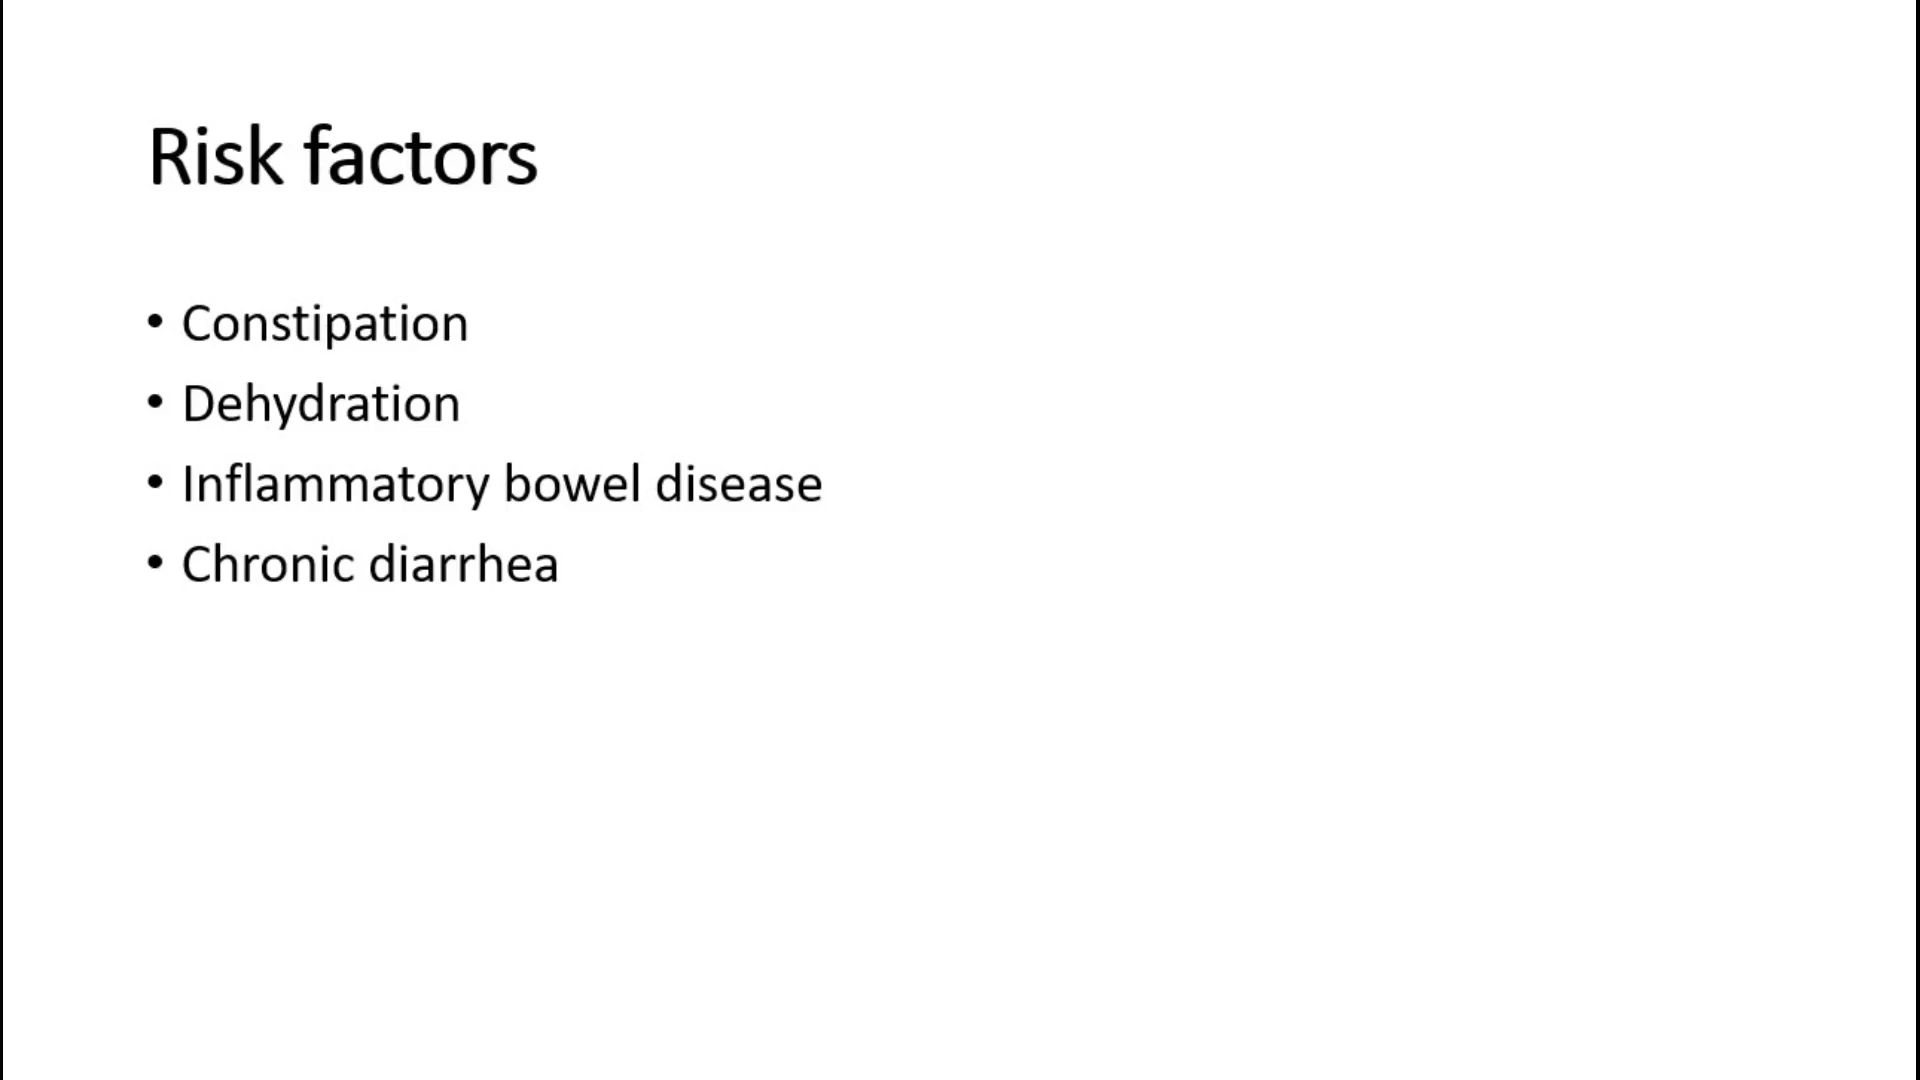 Risk factors
• Constipation
• Dehydration
• Inflammatory bowel disease
• Chronic diarrhea